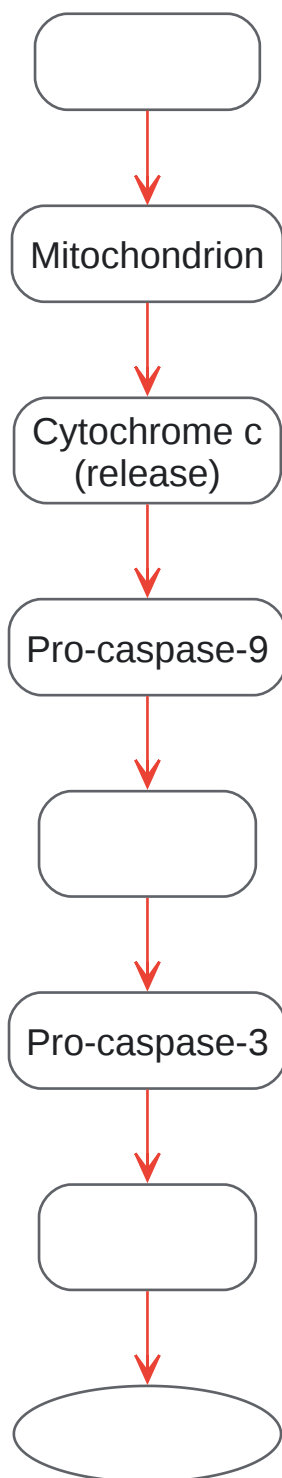 Mitochondrion
Cytochrome c
(release)
Pro-caspase-9
Pro-caspase-3